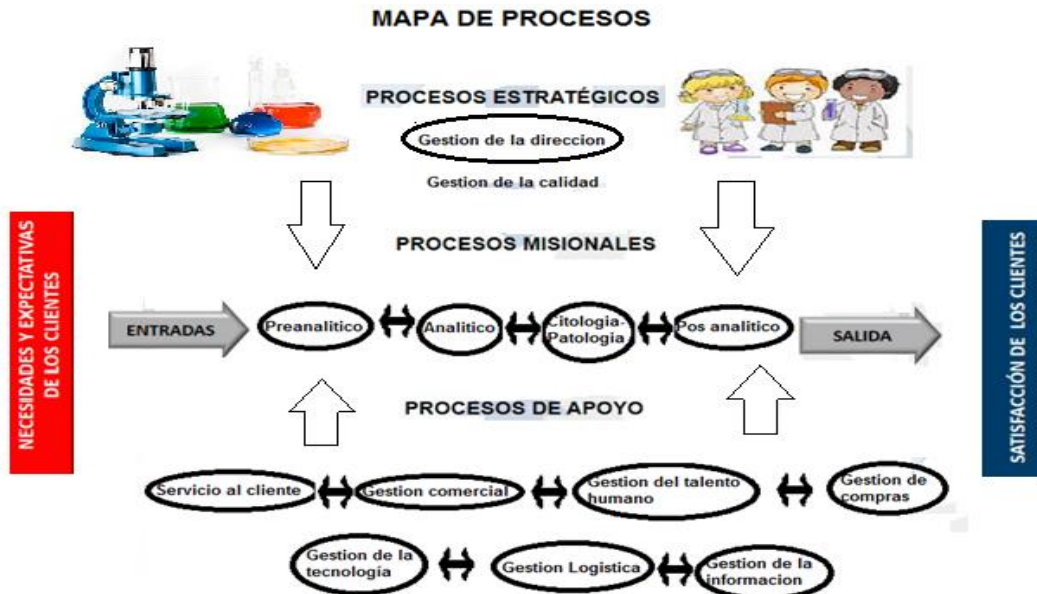 MAPA DE PROCESOS
PROCESOS ESTRATÉGICOS
Gestion de la direccion
Gestion de la calidad
NECESIDADES Y EXPECTATIVAS
DE LOS CLIENTES
PROCESOS MISIONALES
ENTRADAS
Preanalitico
Analitico
Citologia-
Patologia
Pos analitico
SALIDA
SATISFACCIÓN DE LOS CLIENTES
PROCESOS DE APOYO
Servicio al cliente
Gestion comercial
Gestion del talento
humano
Gestion de
compras
Gestion de la
tecnología
Gestion Logistica
Gestion de la
informacion